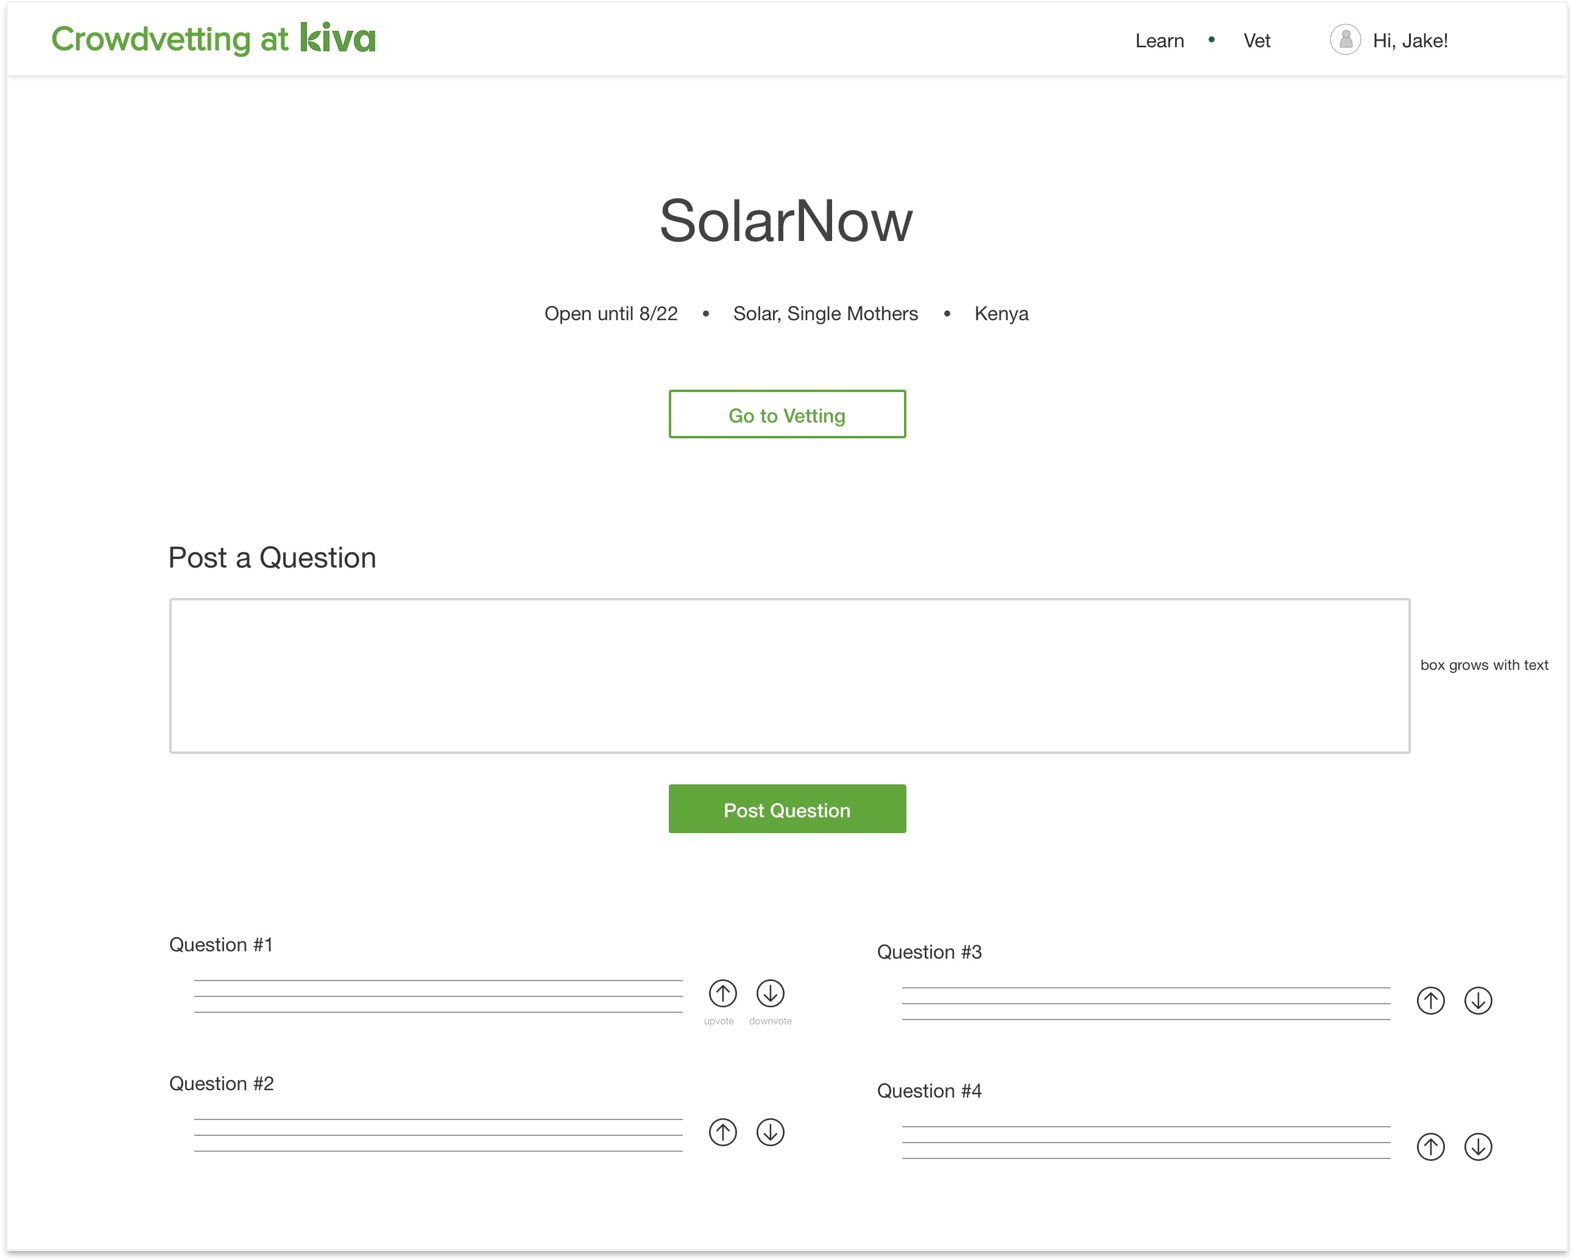 Crowdvetting at kiva
Learn • Vet
Hi, Jake!
SolarNow
Open until 8/22 • Solar, Single Mothers • Kenya
Go to Vetting
Post a Question
box grows with text
Post Question
Question #1
upvote downvote
Question #2
Question #3
Question #4